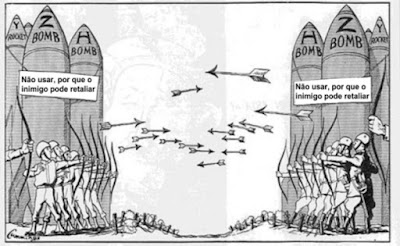 ROCKET
Z
BOMB
H
BOMB
Não usar, por que o
inimigo pode retaliar
H
BOMB
Z
BOMB
ROCKET
Não usar, por que o
inimigo pode retaliar